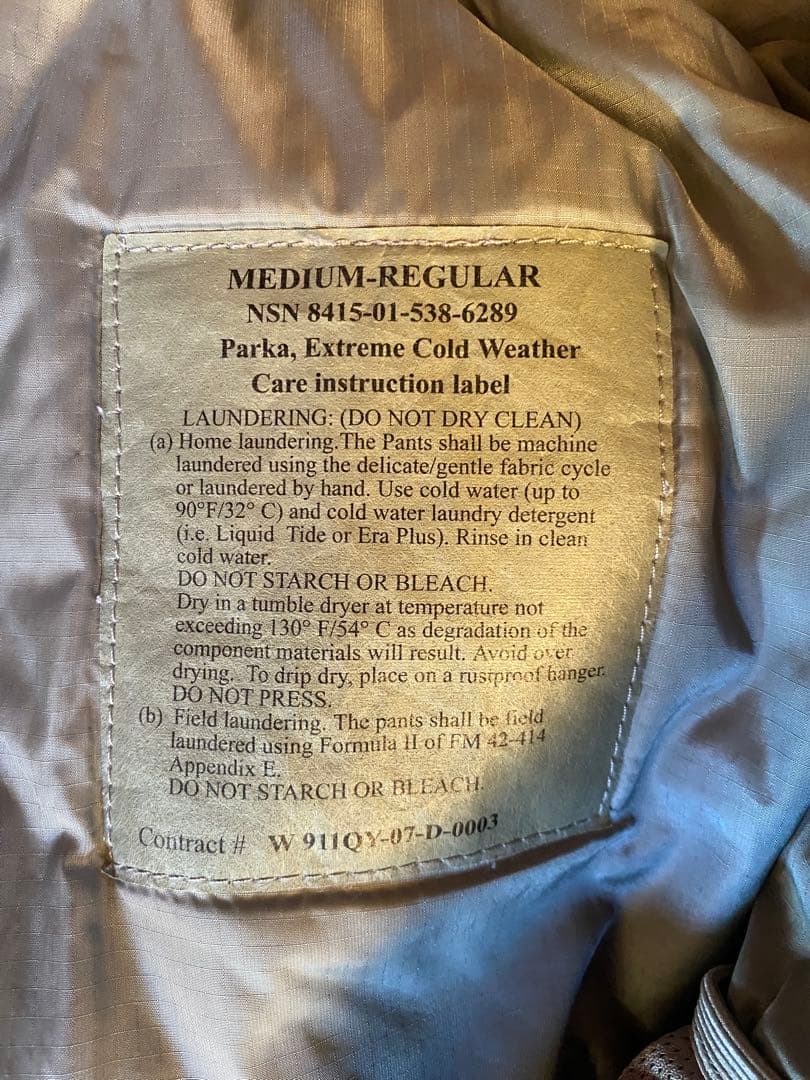 MEDIUM-REGULAR
NSN 8415-01-538-6289
Parka, Extreme Cold Weather
Care instruction label
LAUNDERING: (DO NOT DRY CLEAN)
(a) Home laundering.The Pants shall be machine
laundered using the delicate/gentle fabric cycle
or laundered by hand. Use cold water (up to
90°F/32° C) and cold water laundry detergent
(i.e. Liquid Tide or Era Plus). Rinse in clean
cold water.
DO NOT STARCH OR BLEACH.
Dry in a tumble dryer at temperature not
exceeding 130° F/54° C as degradation of the
component materials will result. Avoid over
drying. To drip dry, place on a rustproof hanger.
DO NOT PRESS.
(b) Field laundering. The pants shall be field
laundered using Formula II of FM 42-414
Appendix E.
DO NOT STARCH OR BLEACH.
Contract # W 911QY-07-D-0003